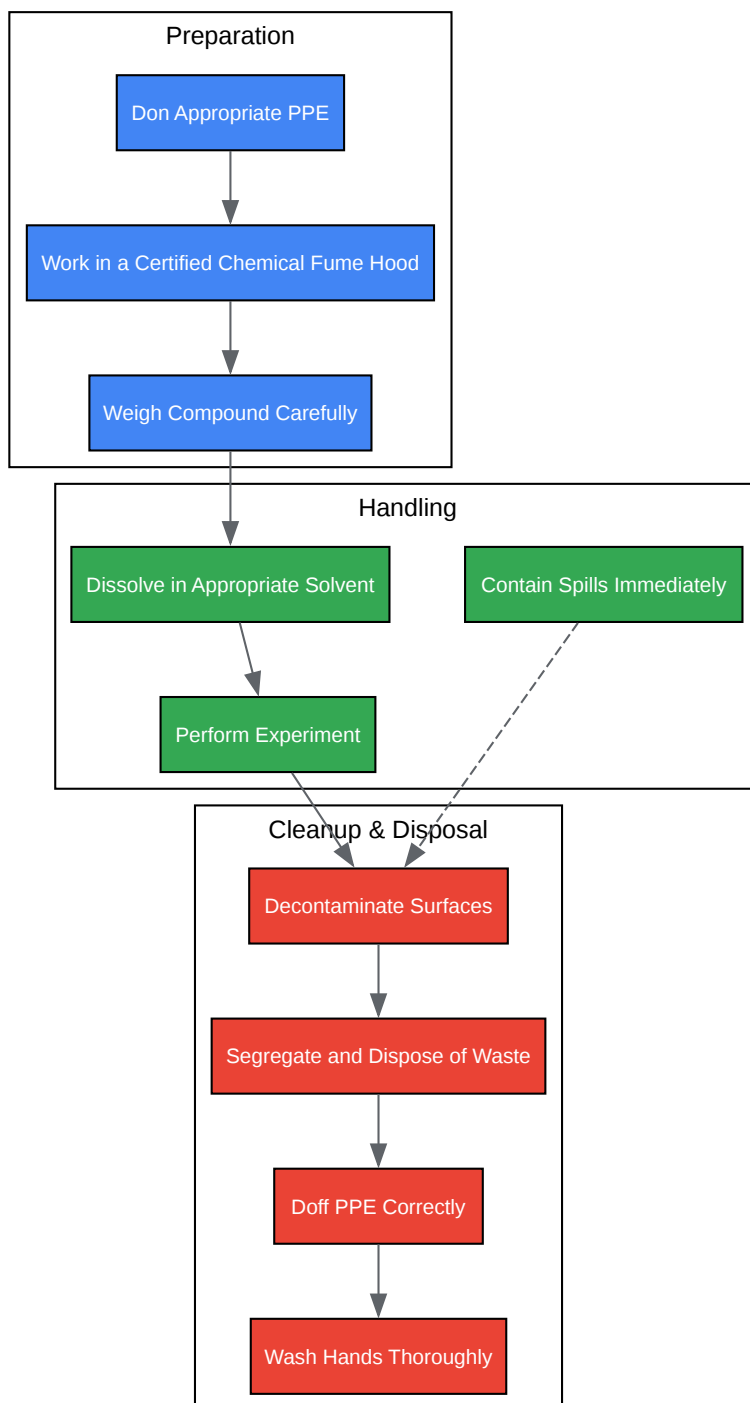 Preparation
Don Appropriate PPE
Work in a Certified Chemical Fume Hood
Weigh Compound Carefully
Handling
Dissolve in Appropriate Solvent
Contain Spills Immediately
Perform Experiment
Cleanup & Disposal
Decontaminate Surfaces
Segregate and Dispose of Waste
Doff PPE Correctly
Wash Hands Thoroughly